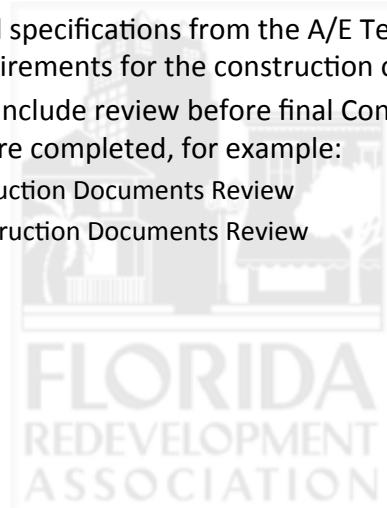 specifications from the A/E Te
irements for the construction
nclude review before final Con
re completed, for example:
uction Documents Review
ruction Documents Review
FLORIDA
REDEVELOPMENT
ASSOCIATION